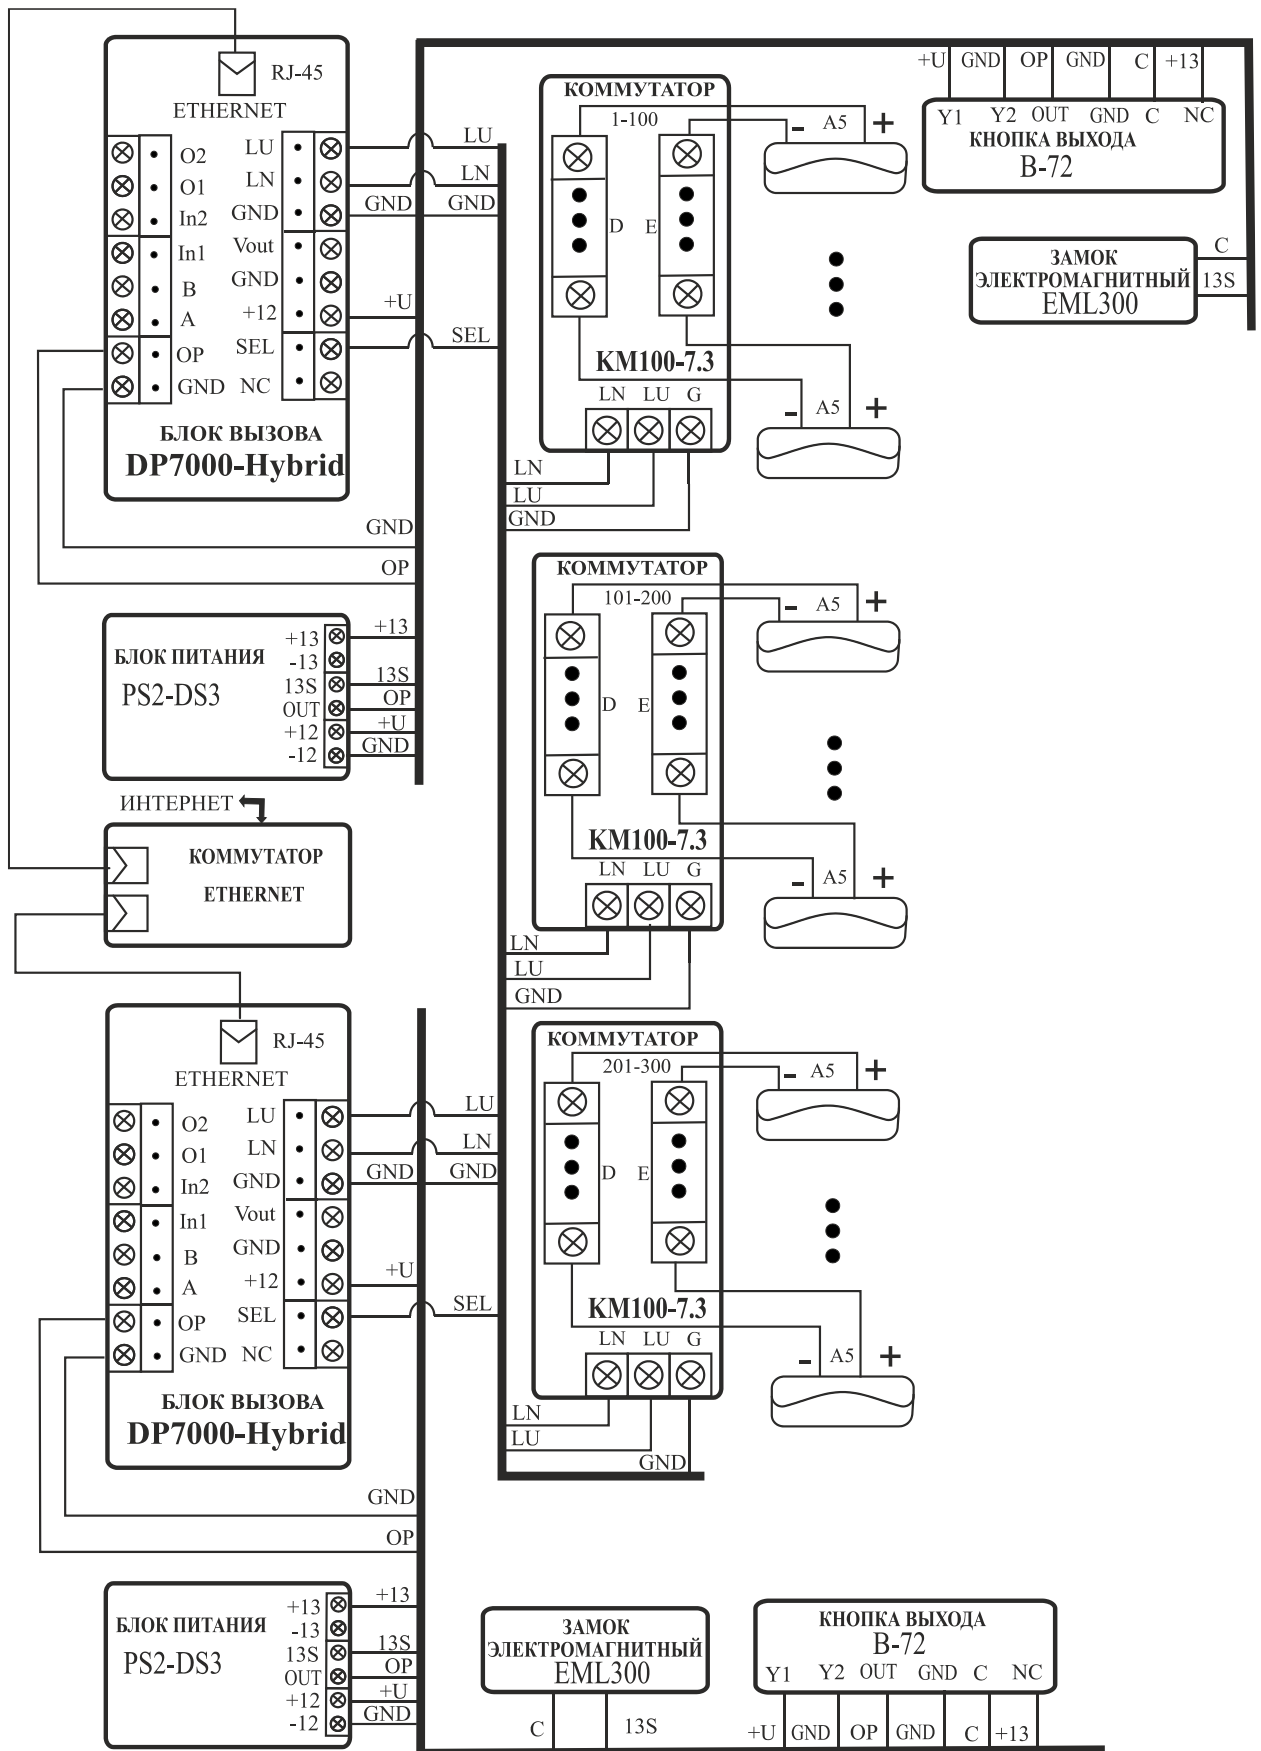 RJ-45
ETHERNET
O2 LU
O1 LN
In2 GND
In1 Vout
B GND
A +12
OP SEL
GND NC
БЛОК ВЫЗОВА
DP7000-Hybrid
LU
LN
GND GND
+U
SEL
GND
OP
БЛОК ПИТАНИЯ
PS2-DS3
+13 +13
-13
13S 13S
OUT OP
+12 +U
-12 GND
ИНТЕРНЕТ
КОММУТАТОР
ETHERNET
КОММУТАТОР
1-100
D E
- A5 +
KM100-7.3
LN LU G
- A5 +
LN
LU
GND
+U GND OP GND C +13
Y1 Y2 OUT GND C NC
КНОПКА ВЫХОДА
B-72
ЗАМОК
ЭЛЕКТРОМАГНИТНЫЙ
EML300
C
13S
КОММУТАТОР
101-200
D E
- A5 +
KM100-7.3
LN LU G
- A5 +
LN
LU
GND
RJ-45
ETHERNET
O2 LU
O1 LN
In2 GND
In1 Vout
B GND
A +12
OP SEL
GND NC
БЛОК ВЫЗОВА
DP7000-Hybrid
LU
LN
GND GND
+U
SEL
GND
OP
КОММУТАТОР
201-300
D E
- A5 +
KM100-7.3
LN LU G
- A5 +
LN
LU
GND
БЛОК ПИТАНИЯ
PS2-DS3
+13 +13
-13
13S 13S
OUT OP
+12 +U
-12 GND
ЗАМОК
ЭЛЕКТРОМАГНИТНЫЙ
EML300
C 13S
КНОПКА ВЫХОДА
B-72
Y1 Y2 OUT GND C NC
+U GND OP GND C +13